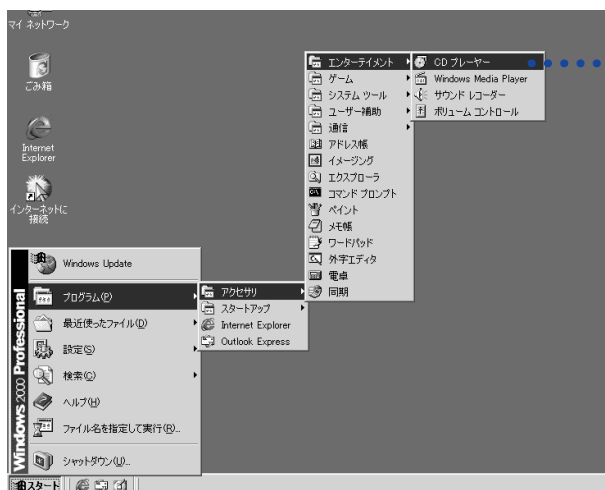 マイ ネットワーク
ごみ箱
Internet
Explorer
インターネットに
接続
Windows 2000 Professional
Windows Update
プログラム(P)
最近使ったファイル(D)
設定(S)
検索(C)
ヘルプ(H)
ファイル名を指定して実行(R)...
シャットダウン(U)...
スタート
アクセサリ
スタートアップ
Internet Explorer
Outlook Express
エンターテイメント
ゲーム
システム ツール
ユーザー補助
通信
アドレス帳
イメージング
エクスプローラ
コマンド プロンプト
ペイント
メモ帳
ワードパッド
外字エディタ
電卓
同期
CD プレーヤー
Windows Media Player
サウンド レコーダー
ボリューム コントロール